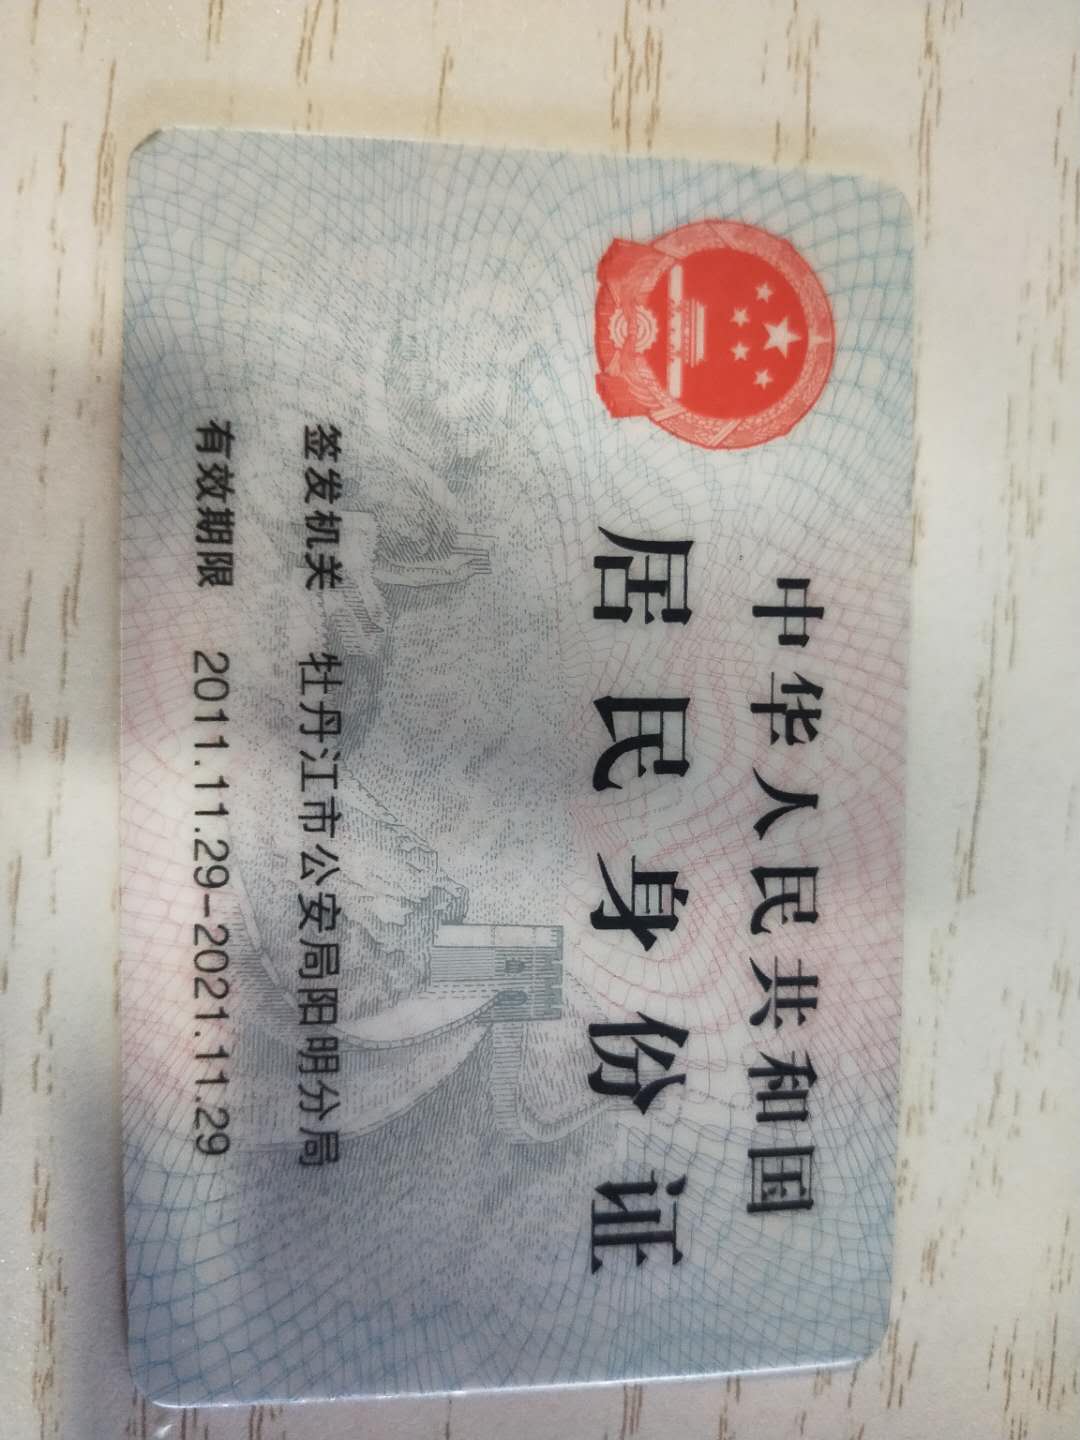 中华人民共和国
居民身份证
签发机关 牡丹江市公安局阳明分局
有效期限 2011.11.29-2021.11.29